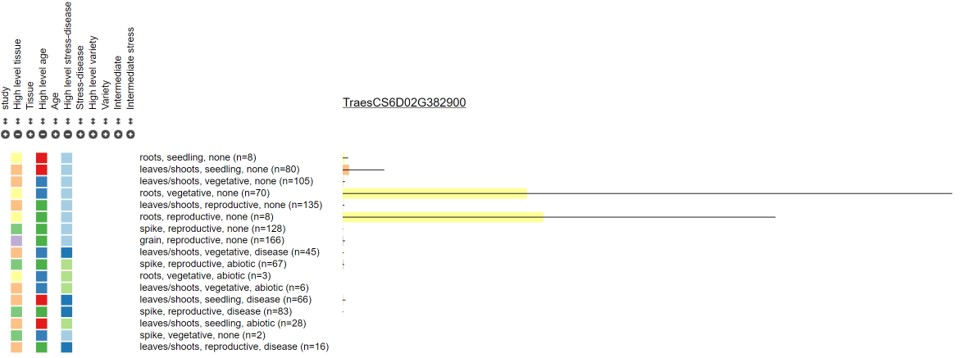 study
High level tissue
Tissue
High level age
Age
High level stress-disease
Stress-disease
High level variety
Variety
Intermediate
Intermediate stress
TraesCS6D02G382900
roots, seedling, none (n=8)
leaves/shoots, seedling, none (n=80)
leaves/shoots, vegetative, none (n=105)
roots, vegetative, none (n=70)
leaves/shoots, reproductive, none (n=135)
roots, reproductive, none (n=8)
spike, reproductive, none (n=128)
grain, reproductive, none (n=166)
leaves/shoots, vegetative, disease (n=45)
spike, reproductive, abiotic (n=67)
roots, vegetative, abiotic (n=3)
leaves/shoots, vegetative, abiotic (n=6)
leaves/shoots, seedling, disease (n=66)
spike, reproductive, disease (n=83)
leaves/shoots, seedling, abiotic (n=28)
spike, vegetative, none (n=2)
leaves/shoots, reproductive, disease (n=16)